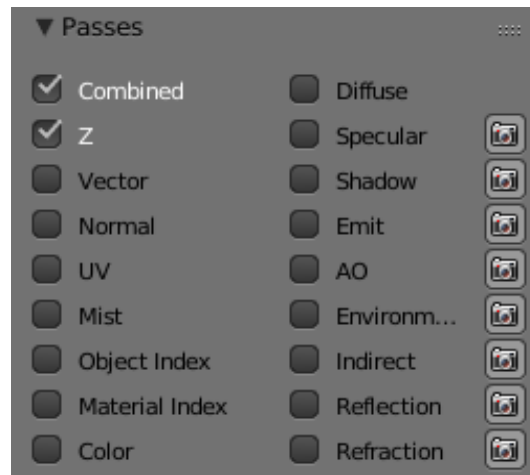 Passes
Combined
Z
Vector
Normal
UV
Mist
Object Index
Material Index
Color
Diffuse
Specular
Shadow
Emit
AO
Environm...
Indirect
Reflection
Refraction